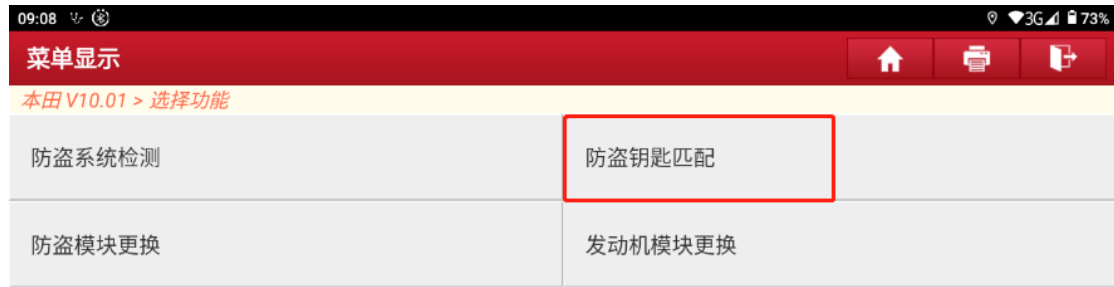 09:08 3G 73%
菜单显示
本田 V10.01 > 选择功能
防盗系统检测 防盗钥匙匹配
防盗模块更换 发动机模块更换